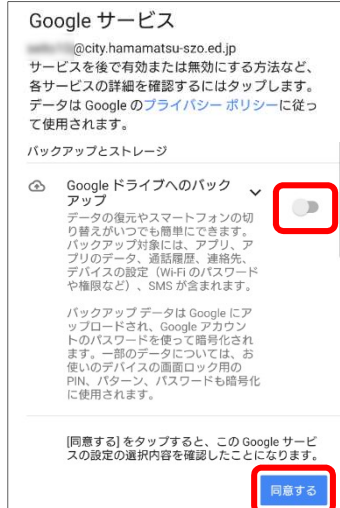 Google サービス
@city.hamamatsu-szo.ed.jp
サービスを後で有効または無効にする方法など、
各サービスの詳細を確認するにはタップします。
データは Google のプライバシー ポリシーに従っ
て使用されます。
バックアップとストレージ
Google ドライブへのバック
アップ
データの復元やスマートフォンの切
り替えがいつでも簡単にできます。
バックアップ対象には、アプリ、ア
プリのデータ、通話履歴、連絡先、
デバイスの設定（Wi-Fi のパスワード
や権限など）、SMS が含まれます。
バックアップ データは Google にア
ップロードされ、Google アカウン
トのパスワードを使って暗号化され
ます。一部のデータについては、お
使いのデバイスの画面ロック用の
PIN、パターン、パスワードも暗号化
に使用されます。
[同意する] をタップすると、この Google サービ
スの設定の選択内容を確認したことになります。
同意する